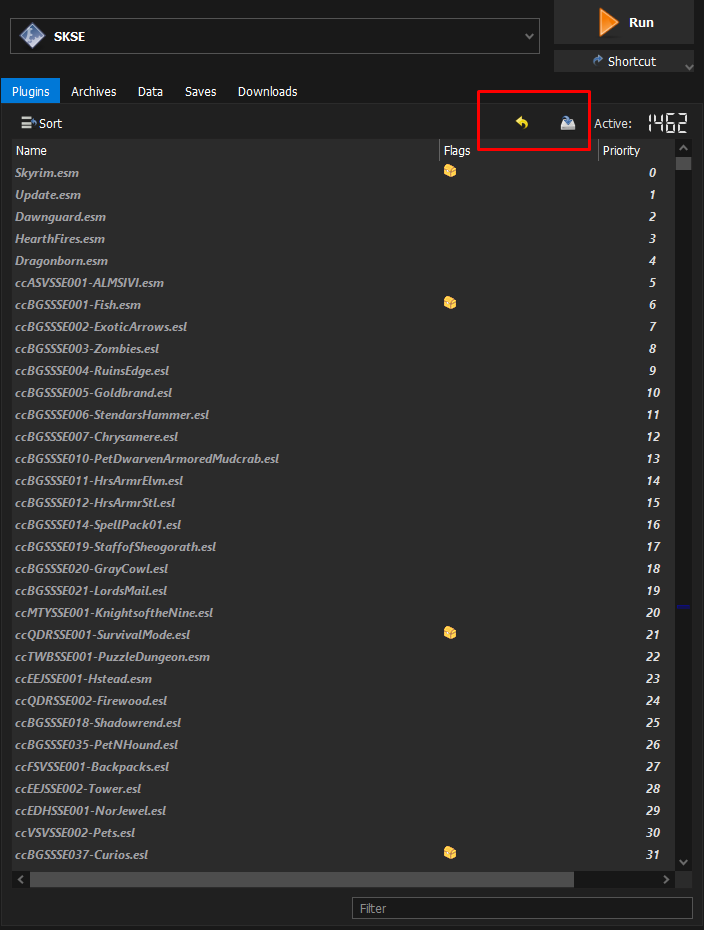 SKSE
Run
Shortcut
Plugins Archives Data Saves Downloads
Sort Active: 1462
Name Flags Priority
Skyrim.esm 0
Update.esm 1
Dawnguard.esm 2
HearthFires.esm 3
Dragonborn.esm 4
ccASVSSE001-ALMSIVI.esm 5
ccBGSSSE001-Fish.esm 6
ccBGSSSE002-ExoticArrows.esl 7
ccBGSSSE003-Zombies.esl 8
ccBGSSSE004-RuinsEdge.esl 9
ccBGSSSE005-Goldbrand.esl 10
ccBGSSSE006-StendarsHammer.esl 11
ccBGSSSE007-Chrysamere.esl 12
ccBGSSSE010-PetDwarvenArmoredMudcrab.esl 13
ccBGSSSE011-HrsArmrElvn.esl 14
ccBGSSSE012-HrsArmrStl.esl 15
ccBGSSSE014-SpellPack01.esl 16
ccBGSSSE019-StaffofSheogorath.esl 17
ccBGSSSE020-GrayCowl.esl 18
ccBGSSSE021-LordsMail.esl 19
ccMTYSSE001-KnightsoftheNine.esl 20
ccQDRSSE001-SurvivalMode.esl 21
ccTWBSSE001-PuzzleDungeon.esm 22
ccEEJSSE001-Hstead.esm 23
ccQDRSSE002-Firewood.esl 24
ccBGSSSE018-Shadowrend.esl 25
ccBGSSSE035-PetNHound.esl 26
ccFSVSSE001-Backpacks.esl 27
ccEEJSSE002-Tower.esl 28
ccEDHSSE001-NorJewel.esl 29
ccVSVSSE002-Pets.esl 30
ccBGSSSE037-Curios.esl 31
Filter